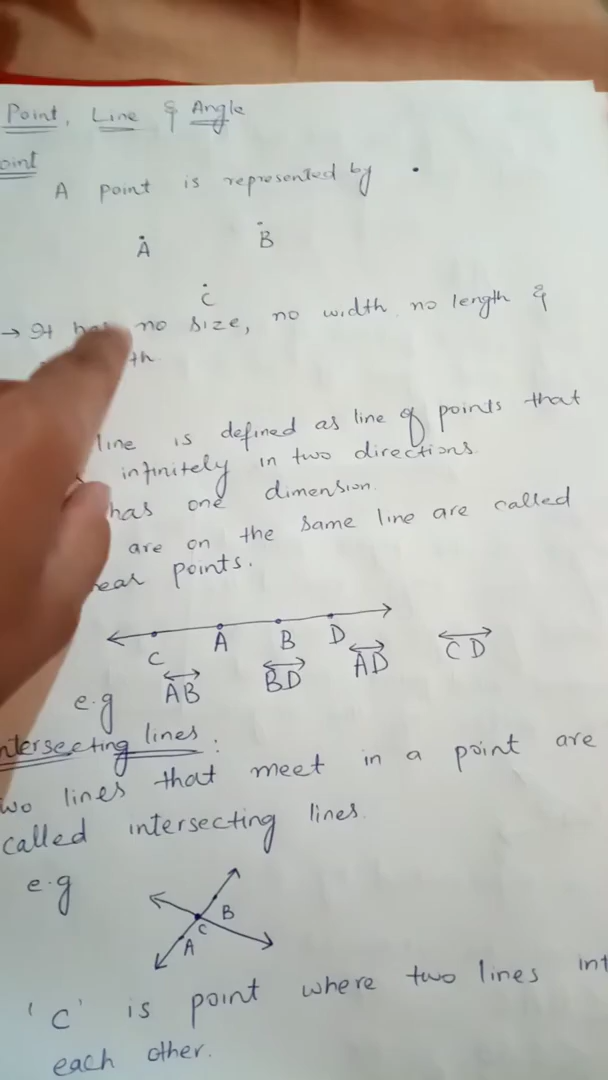 Point, Line & Angle
oint
A point is represented by .
A
B
C
→ It has no size, no width no length &
th
line is defined as line of points that
infinitely in two directions.
has one dimension.
are on the same line are called
near points.
C A B D
e.g AB BD AD CD
ntersecting lines :
wo lines that meet in a point are
called intersecting lines.
e.g
B
C
A
'C' is point where two lines int
each other.